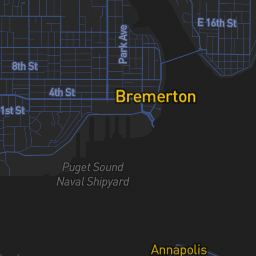 E 16th St
Park Ave
8th St
4th St
Bremerton
1st St
Puget Sound
Naval Shipyard
Annapolis